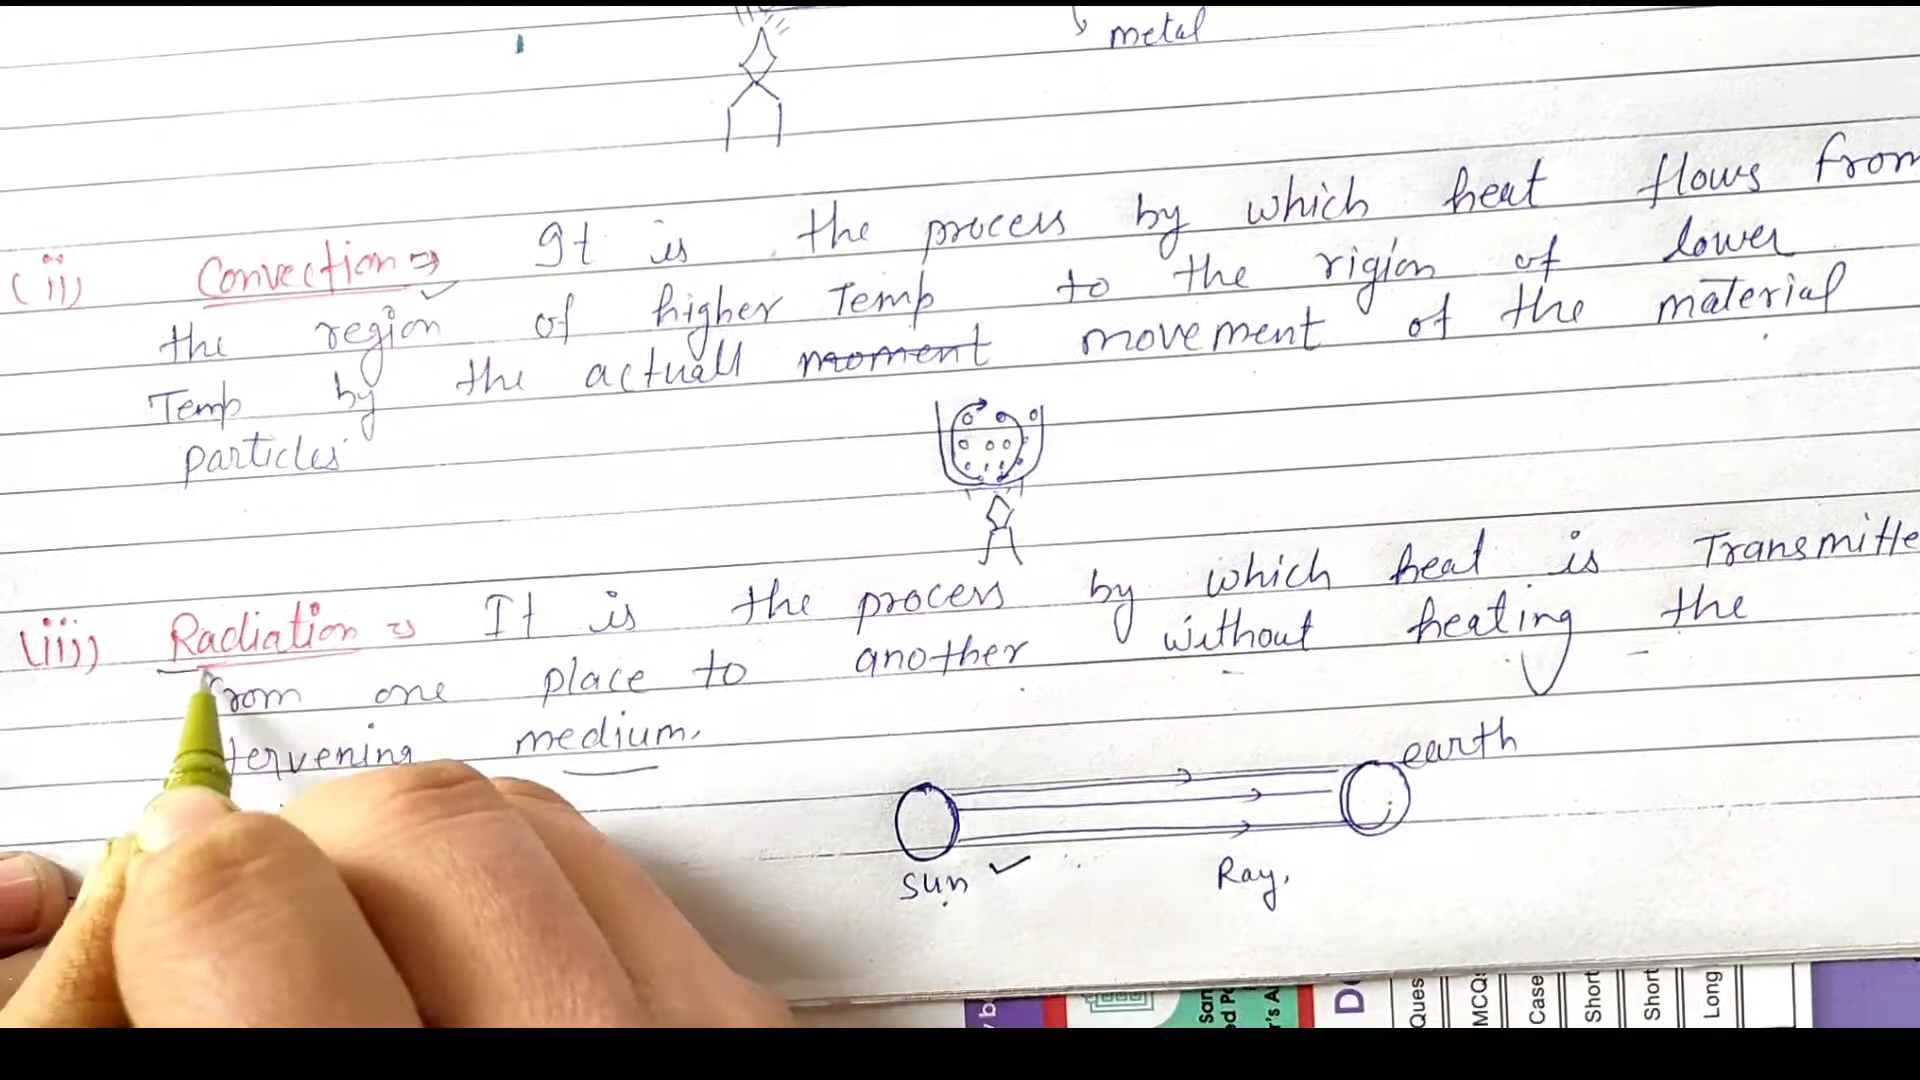 metal
(ii) Convection ⇒ It is the process by which heat flows from
the region of higher Temp to the rigion of lower
Temp by the actuall moment movement of the material
particles
(iii) Radiation ⇒ It is the process by which heat is Transmitte
from one place to another without heating the
tervening medium.
earth
Sun ✓ Ray,
Ques
MCQ
Case
Short
Short
Long